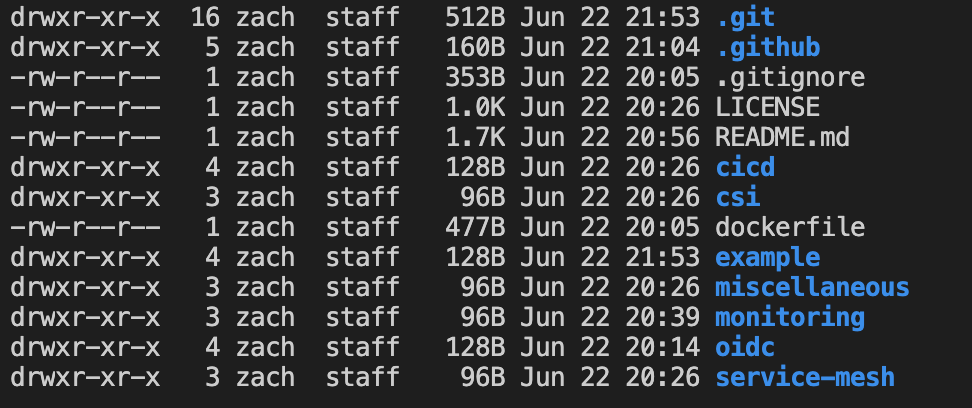 drwxr-xr-x  16 zach  staff   512B Jun 22 21:53 .git
drwxr-xr-x   5 zach  staff   160B Jun 22 21:04 .github
-rw-r--r--   1 zach  staff   353B Jun 22 20:05 .gitignore
-rw-r--r--   1 zach  staff   1.0K Jun 22 20:26 LICENSE
-rw-r--r--   1 zach  staff   1.7K Jun 22 20:56 README.md
drwxr-xr-x   4 zach  staff   128B Jun 22 20:26 cicd
drwxr-xr-x   3 zach  staff    96B Jun 22 20:26 csi
-rw-r--r--   1 zach  staff   477B Jun 22 20:05 dockerfile
drwxr-xr-x   4 zach  staff   128B Jun 22 21:53 example
drwxr-xr-x   3 zach  staff    96B Jun 22 20:26 miscellaneous
drwxr-xr-x   3 zach  staff    96B Jun 22 20:39 monitoring
drwxr-xr-x   4 zach  staff   128B Jun 22 20:14 oidc
drwxr-xr-x   3 zach  staff    96B Jun 22 20:26 service-mesh